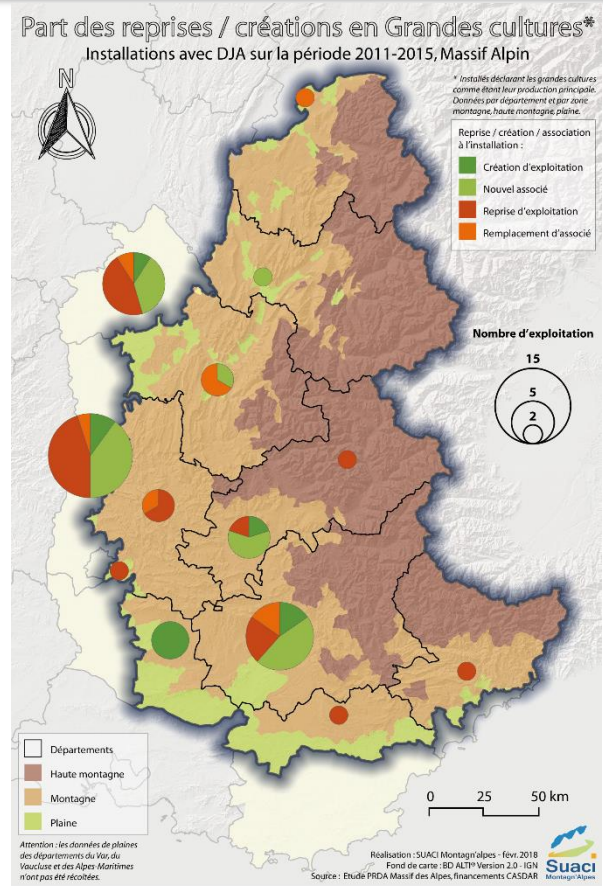 Part des reprises / créations en Grandes cultures*
Installations avec DJA sur la période 2011-2015, Massif Alpin
N
* Installés déclarant les grandes cultures
comme étant leur production principale.
Données par département et par zone
montagne, haute montagne, plaine.
Reprise / création / association
à l'installation :
Création d'exploitation
Nouvel associé
Reprise d'exploitation
Remplacement d'associé
Nombre d'exploitation
15
5
2
Départements
Haute montagne
Montagne
Plaine
Attention : les données de plaines
des départements du Var, du
Vaucluse et des Alpes-Maritimes
n'ont pas été récoltées.
0 25 50 km
Réalisation : SUACI Montagn'alpes - févr. 2018
Fond de carte : BD ALTI® Version 2.0 - IGN
Source : Etude PRDA Massif des Alpes, financements CASDAR
Suaci
Montagn'Alpes